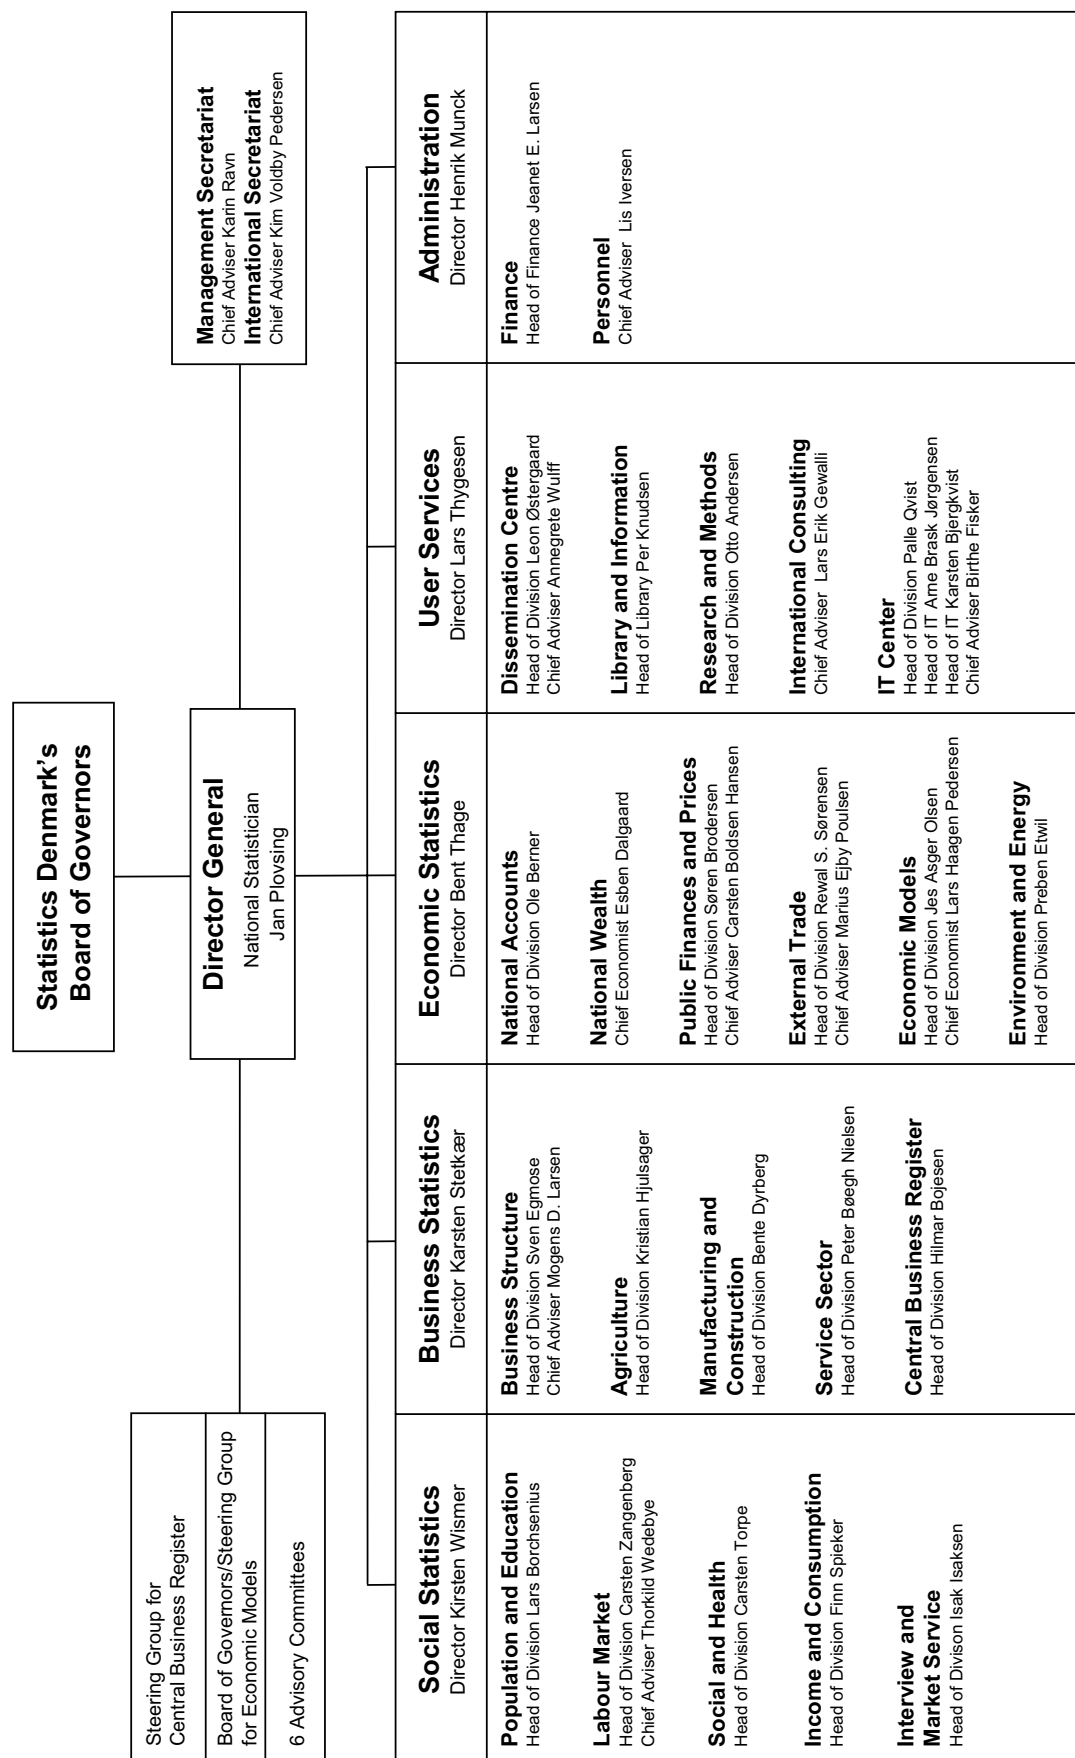 Statistics Denmark's
Board of Governors
Director General
National Statistician
Jan Plovsing
Steering Group for
Central Business Register
Board of Governors/Steering Group
for Economic Models
6 Advisory Committees
Management Secretariat
Chief Adviser Karin Ravn
International Secretariat
Chief Adviser Kim Voldby Pedersen
Social Statistics
Director Kirsten Wismer
Population and Education
Head of Division Lars Borchsenius
Labour Market
Head of Division Carsten Zangenberg
Chief Adviser Thorkild Wedebye
Social and Health
Head of Division Carsten Torpe
Income and Consumption
Head of Division Finn Spieker
Interview and
Market Service
Head of Divison Isak Isaksen
Business Statistics
Director Karsten Stetkær
Business Structure
Head of Division Sven Egmose
Chief Adviser Mogens D. Larsen
Agriculture
Head of Division Kristian Hjulsager
Manufacturing and
Construction
Head of Division Bente Dyrberg
Service Sector
Head of Division Peter Bøegh Nielsen
Central Business Register
Head of Division Hilmar Bojesen
Economic Statistics
Director Bent Thage
National Accounts
Head of Division Ole Berner
National Wealth
Chief Economist Esben Dalgaard
Public Finances and Prices
Head of Division Søren Brodersen
Chief Adviser Carsten Boldsen Hansen
External Trade
Head of Division Rewal S. Sørensen
Chief Adviser Marius Ejby Poulsen
Economic Models
Head of Division Jes Asger Olsen
Chief Economist Lars Haagen Pedersen
Environment and Energy
Head of Division Preben Etwil
User Services
Director Lars Thygesen
Dissemination Centre
Head of Division Leon Østergaard
Chief Adviser Annegrete Wulff
Library and Information
Head of Library Per Knudsen
Research and Methods
Head of Division Otto Andersen
International Consulting
Chief Adviser Lars Erik Gewalli
IT Center
Head of Division Palle Qvist
Head of IT Arne Brask Jørgensen
Head of IT Karsten Bjergkvist
Chief Adviser Birthe Fisker
Administration
Director Henrik Munck
Finance
Head of Finance Jeanet E. Larsen
Personnel
Chief Adviser Lis Iversen